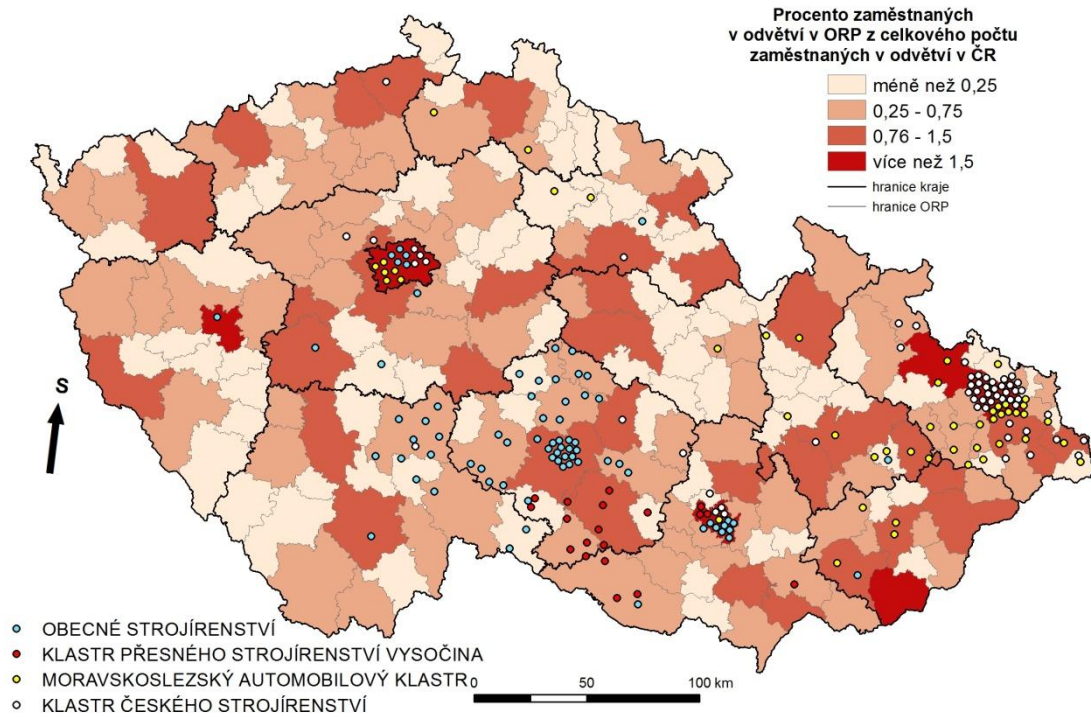 Procento zaměstnaných
v odvětví v ORP z celkového počtu
zaměstnaných v odvětví v ČR
méně než 0,25
0,25 - 0,75
0,76 - 1,5
více než 1,5
hranice kraje
hranice ORP
S
OBECNÉ STROJÍRENSTVÍ
KLASTR PŘESNÉHO STROJÍRENSTVÍ VYSOČINA
MORAVSKOSLEZSKÝ AUTOMOBILOVÝ KLASTR
KLASTR ČESKÉHO STROJÍRENSTVÍ
0 50 100 km